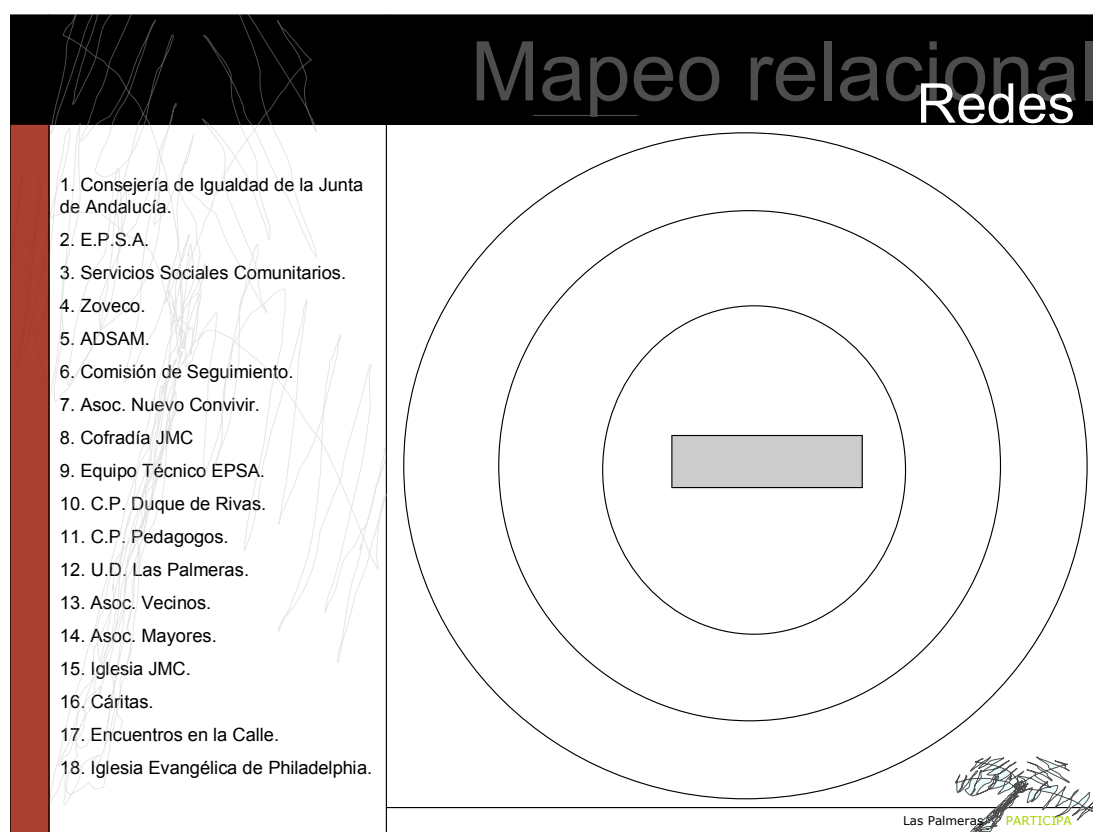 Mapeo relacional
Redes
1. Consejería de Igualdad de la Junta
de Andalucía.
2. E.P.S.A.
3. Servicios Sociales Comunitarios.
4. Zoveco.
5. ADSAM.
6. Comisión de Seguimiento.
7. Asoc. Nuevo Convivir.
8. Cofradía JMC
9. Equipo Técnico EPSA.
10. C.P. Duque de Rivas.
11. C.P. Pedagogos.
12. U.D. Las Palmeras.
13. Asoc. Vecinos.
14. Asoc. Mayores.
15. Iglesia JMC.
16. Cáritas.
17. Encuentros en la Calle.
18. Iglesia Evangélica de Philadelphia.
Las Palmeras PARTICIPA